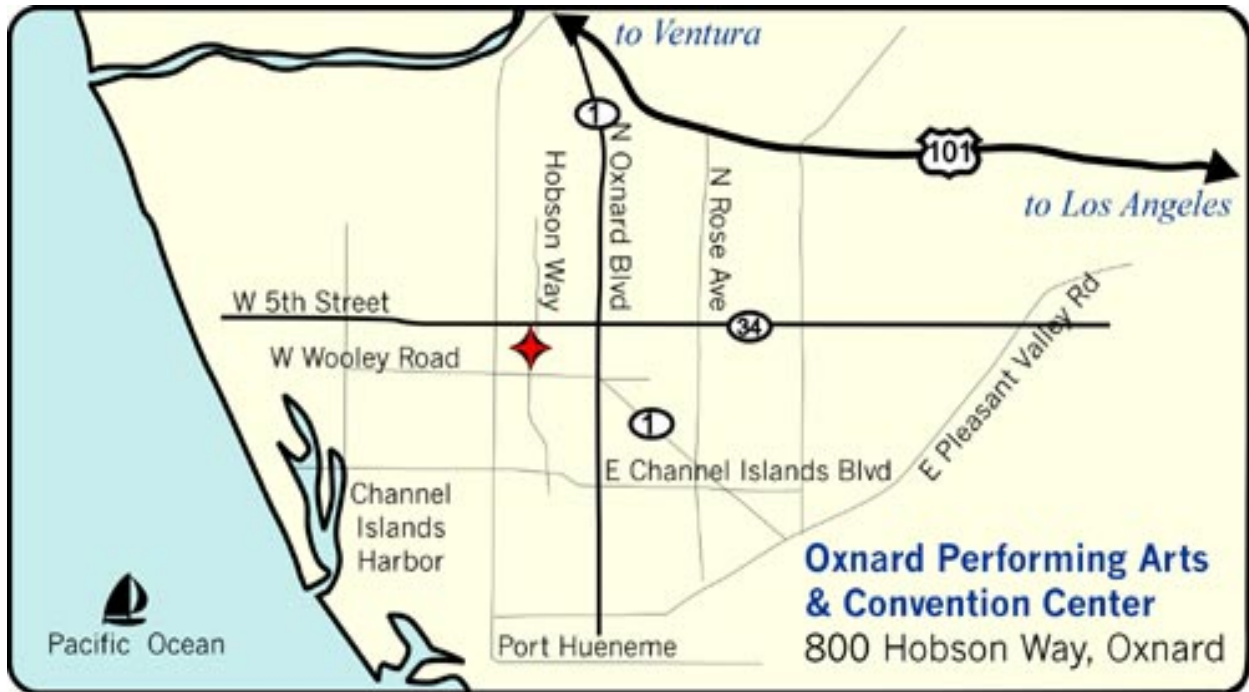 to Ventura
1
101
to Los Angeles
N Oxnard Blvd
Hobson Way
N Rose Ave
W 5th Street
34
E Pleasant Valley Rd
W Wooley Road
1
E Channel Islands Blvd
Channel
Islands
Harbor
Oxnard Performing Arts
& Convention Center
800 Hobson Way, Oxnard
Pacific Ocean
Port Hueneme